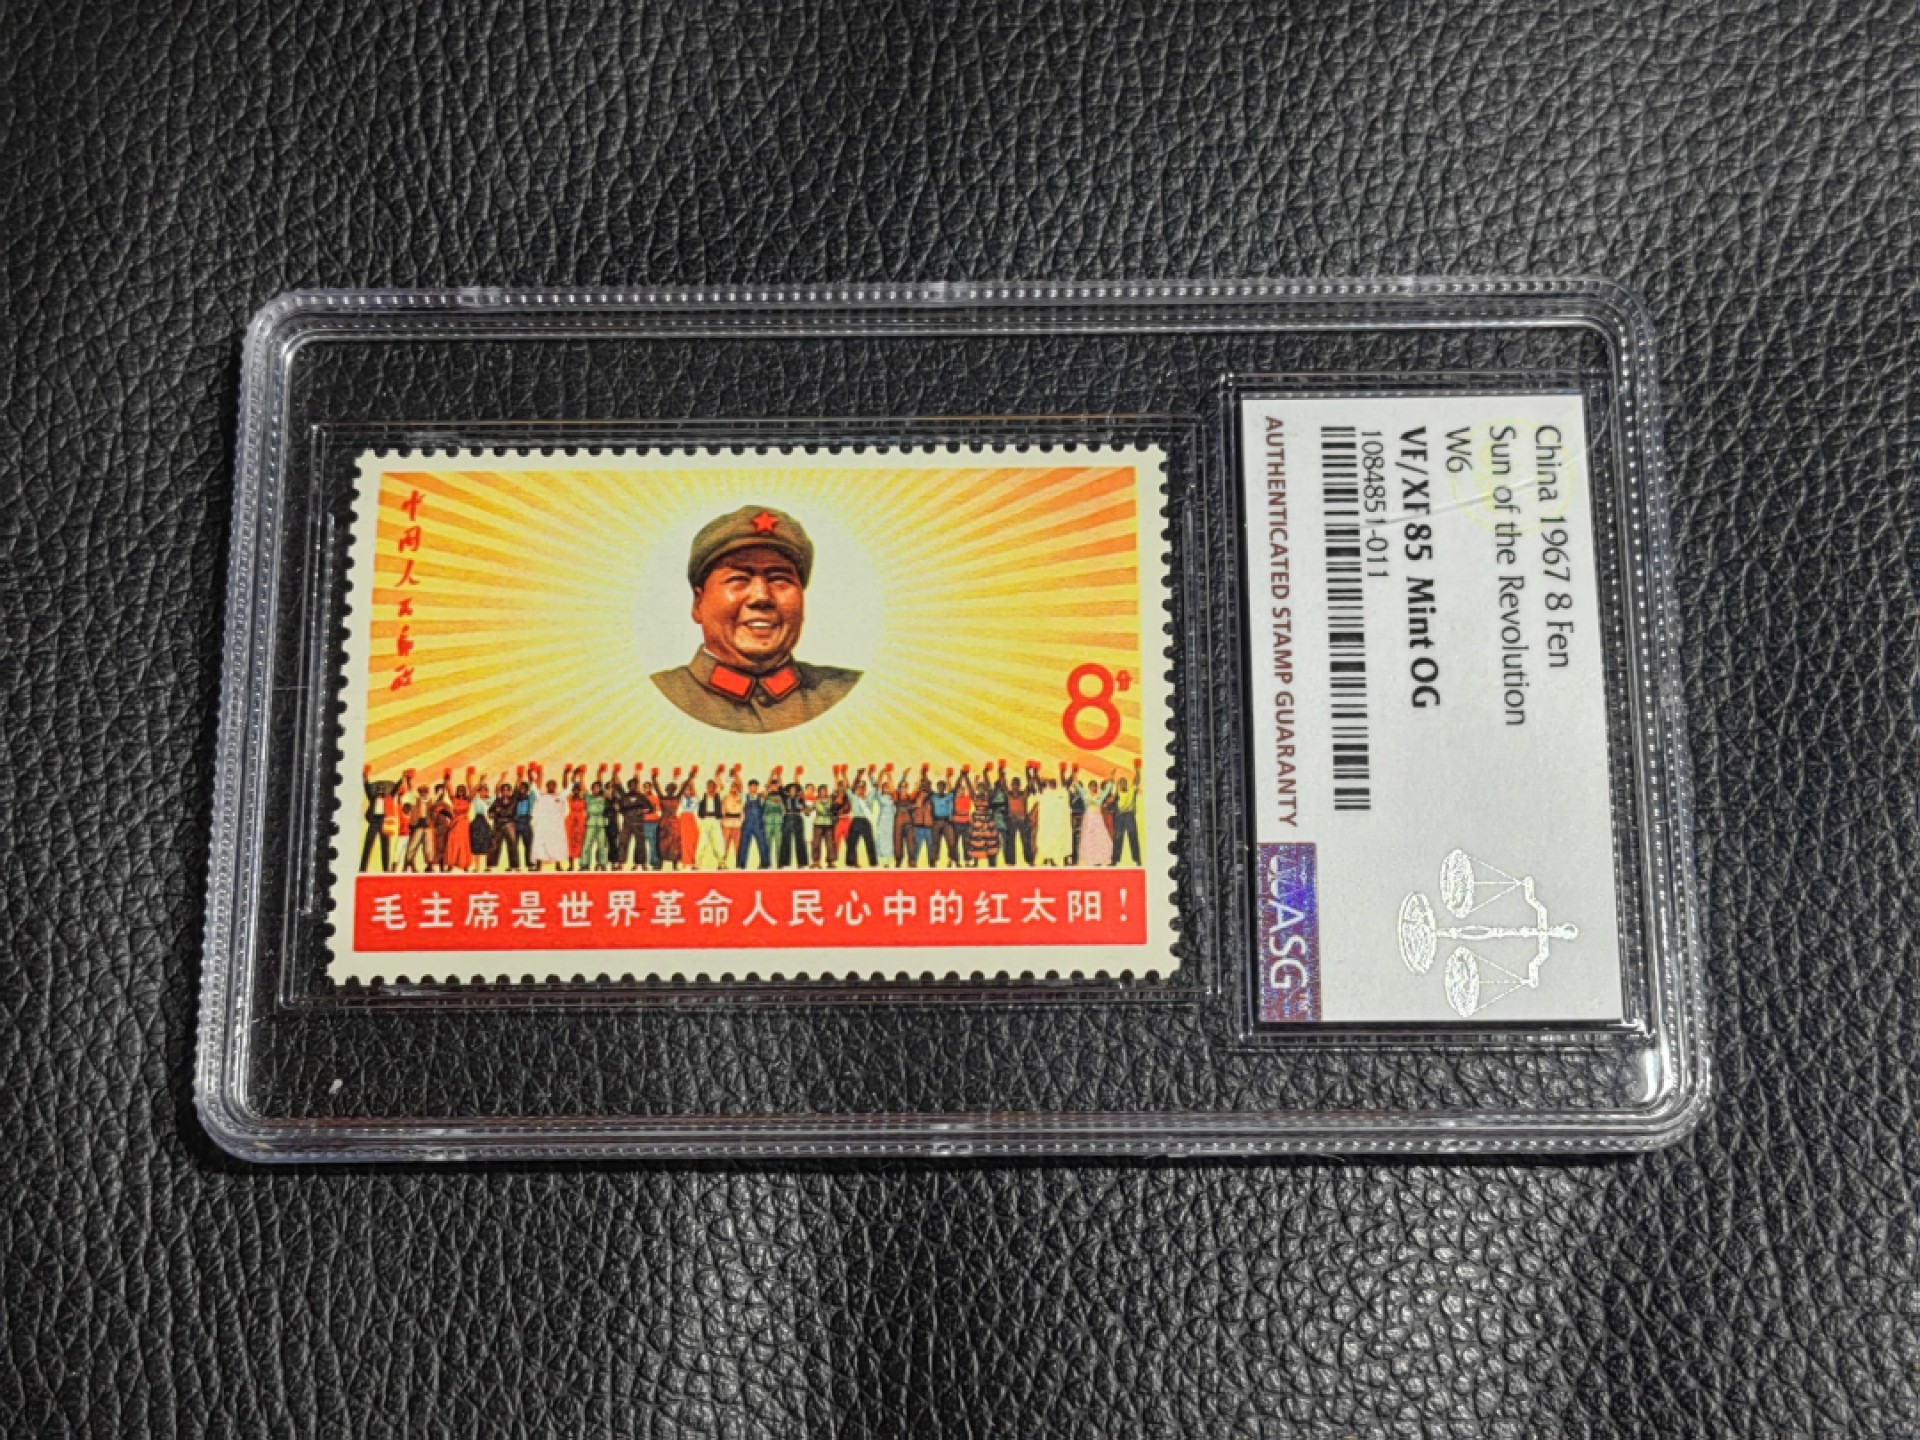 中国人民邮政
8分
毛主席是世界革命人民心中的红太阳！
China 1967 8 Fen
Sun of the Revolution
W6
VF/XF 85 Mint OG
10848511-011
AUTHENTICATED STAMP GUARANTY
ASG™